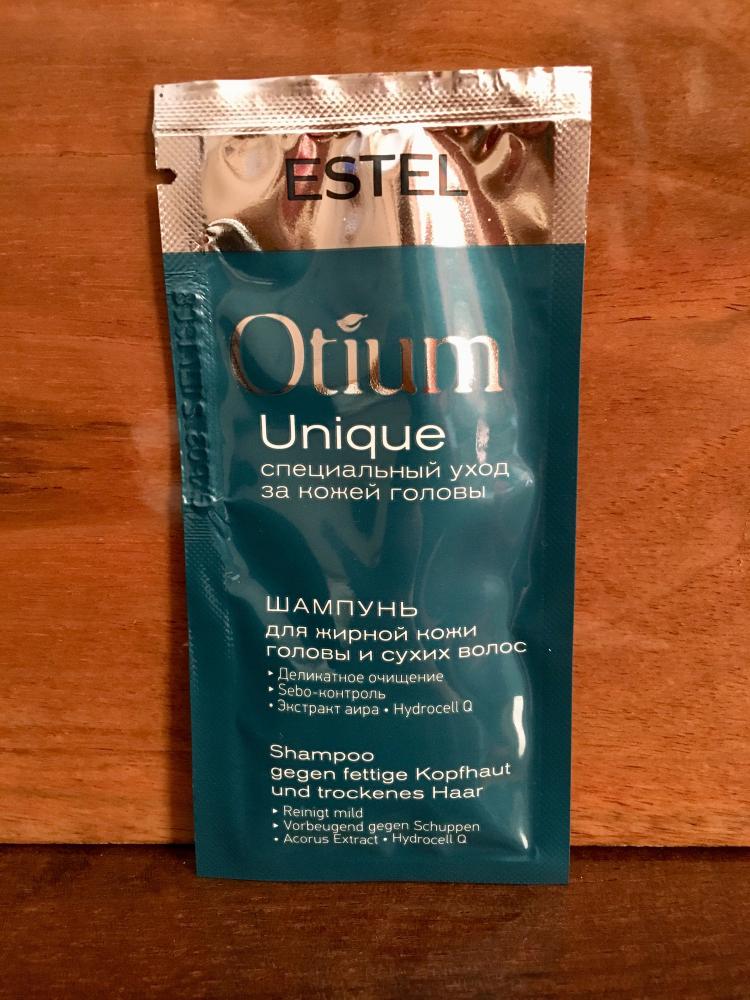 ESTEL
Otium
Unique
специальный уход
за кожей головы
ШАМПУНЬ
для жирной кожи
головы и сухих волос
▸ Деликатное очищение
▸ Sebo-контроль
• Экстракт аира • Hydrocell Q
Shampoo
gegen fettige Kopfhaut
und trockenes Haar
▸ Reinigt mild
▸ Vorbeugend gegen Schuppen
• Acorus Extract • Hydrocell Q